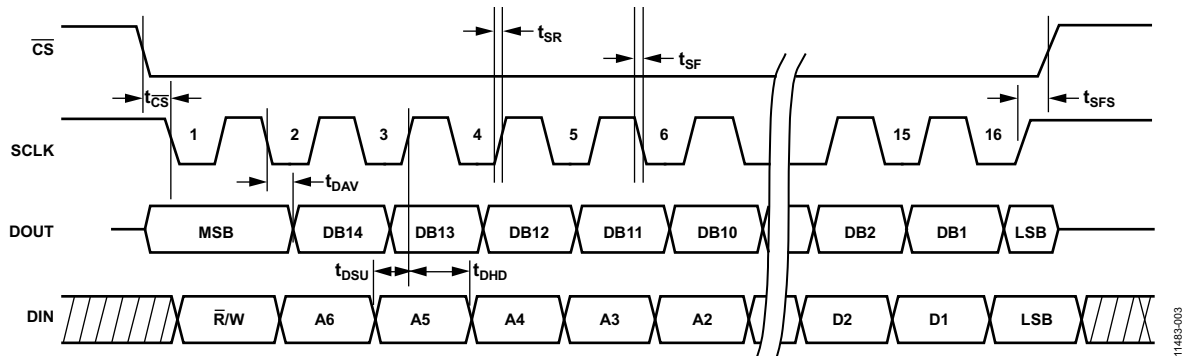 CS
tSR
tSF
tCS
tSFS
SCLK
1 2 3 4 5 6 15 16
tDAV
DOUT
MSB DB14 DB13 DB12 DB11 DB10 DB2 DB1 LSB
tDSU
tDHD
DIN
R/W A6 A5 A4 A3 A2 D2 D1 LSB
11483-003